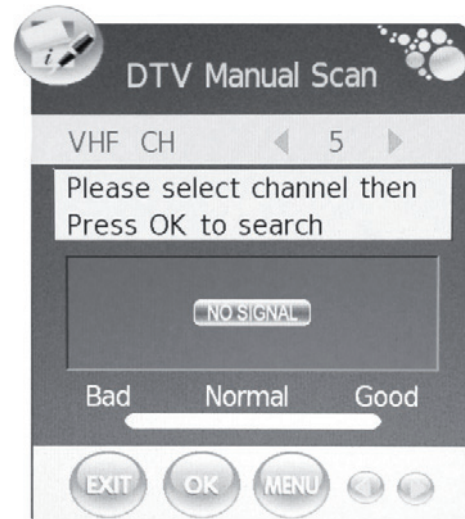 i
DTV Manual Scan
VHF CH 5
Please select channel then
Press OK to search
NO SIGNAL
Bad Normal Good
EXIT OK MENU